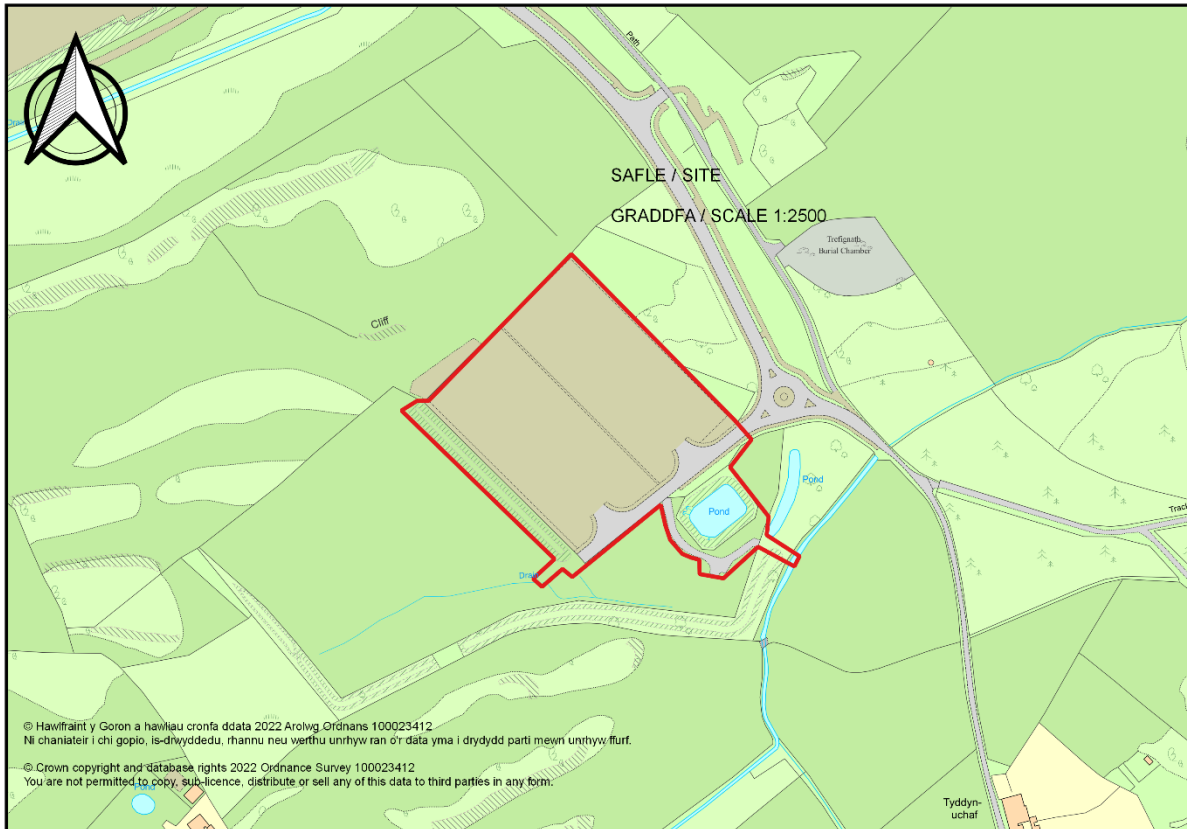 Path
Drain
SAFLE / SITE
GRADDFA / SCALE 1:2500
Trefignath
Burial Chamber
Cliff
Pond
Pond
Track
Drain
© Hawlfraint y Goron a hawliau cronfa ddata 2022 Arolwg Ordnans 100023412
Ni chaniateir i chi gopio, is-drwyddedu, rhannu neu werthu unrhyw ran o'r data yma i drydydd parti mewn unrhyw ffurf.
© Crown copyright and database rights 2022 Ordnance Survey 100023412
You are not permitted to copy, sub-licence, distribute or sell any of this data to third parties in any form.
Pond
Tyddyn-
uchaf